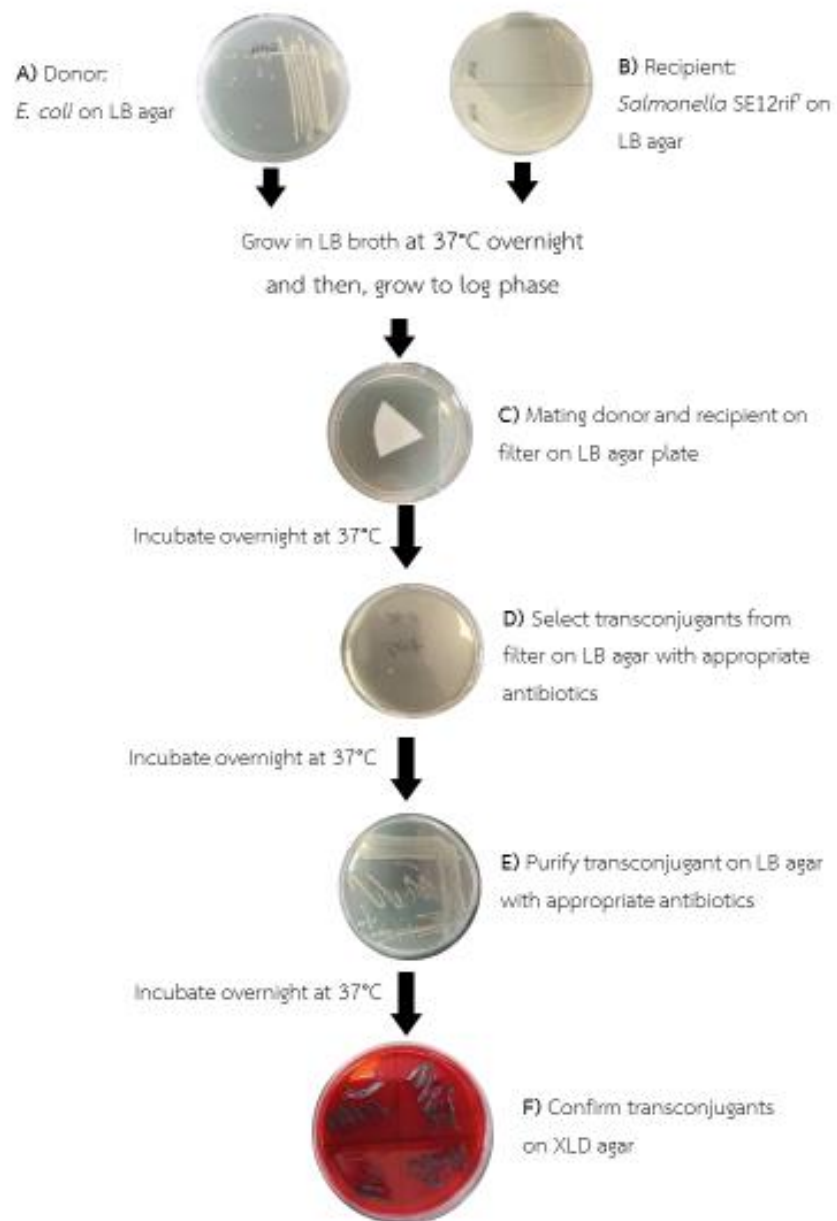 A) Donor:
E. coli on LB agar
B) Recipient:
Salmonella SE12rifʳ on
LB agar
Grow in LB broth at 37°C overnight
and then, grow to log phase
C) Mating donor and recipient on
filter on LB agar plate
Incubate overnight at 37°C
D) Select transconjugants from
filter on LB agar with appropriate
antibiotics
Incubate overnight at 37°C
E) Purify transconjugant on LB agar
with appropriate antibiotics
Incubate overnight at 37°C
F) Confirm transconjugants
on XLD agar